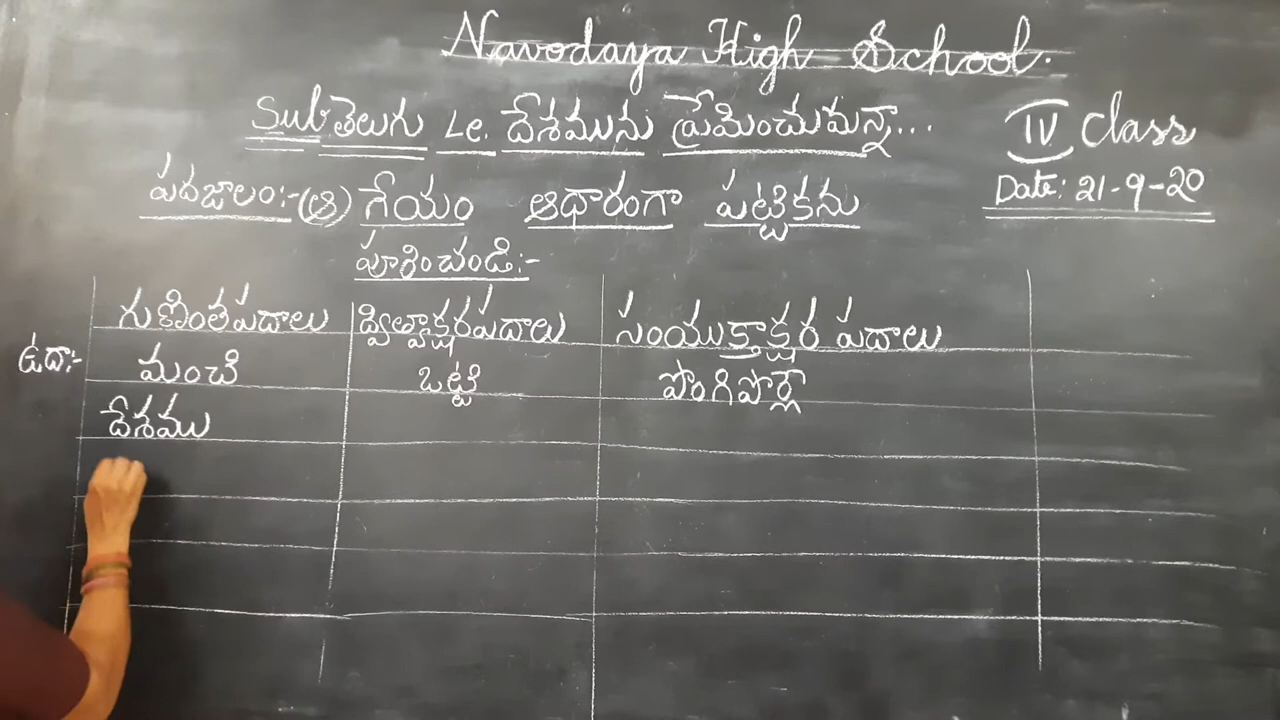 Navodaya High School.
Sub తెలుగు Le. దేశమును ప్రేమించుమన్నా...
IV Class
Date: 21-9-20
పదజాలం:-(ఆ) గేయం ఆధారంగా పట్టికను
పూరించండి:-
గుణింతపదాలు ద్విత్వాక్షరపదాలు సంయుక్తాక్షర పదాలు
ఉదా:- మంచి ఒట్టి పొంగిపొర్లే
దేశము